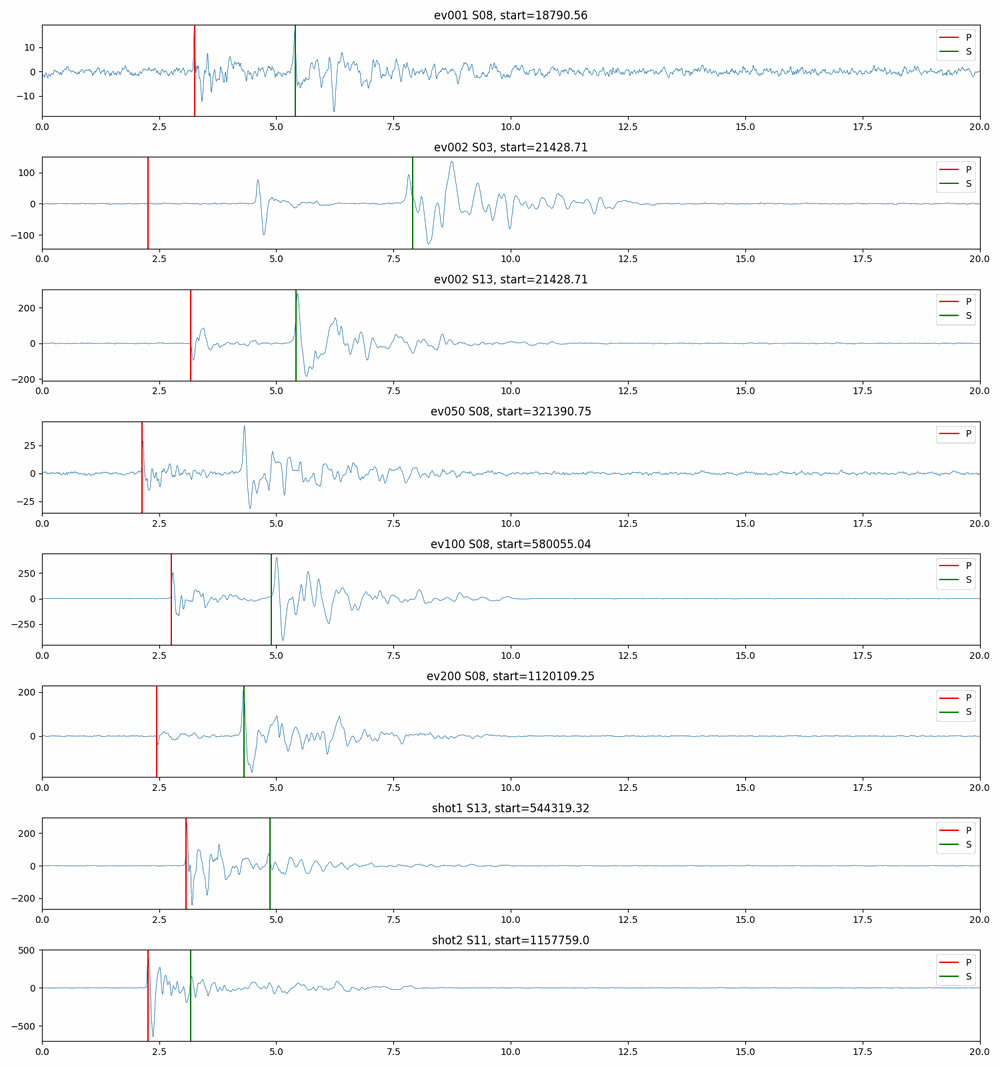 ev001 S08, start=18790.56
10
0
−10
P
S
0.0 2.5 5.0 7.5 10.0 12.5 15.0 17.5 20.0
ev002 S03, start=21428.71
100
0
−100
P
S
0.0 2.5 5.0 7.5 10.0 12.5 15.0 17.5 20.0
ev002 S13, start=21428.71
200
0
−200
P
S
0.0 2.5 5.0 7.5 10.0 12.5 15.0 17.5 20.0
ev050 S08, start=321390.75
25
0
−25
P
0.0 2.5 5.0 7.5 10.0 12.5 15.0 17.5 20.0
ev100 S08, start=580055.04
250
0
−250
P
S
0.0 2.5 5.0 7.5 10.0 12.5 15.0 17.5 20.0
ev200 S08, start=1120109.25
200
0
P
S
0.0 2.5 5.0 7.5 10.0 12.5 15.0 17.5 20.0
shot1 S13, start=544319.32
200
0
−200
P
S
0.0 2.5 5.0 7.5 10.0 12.5 15.0 17.5 20.0
shot2 S11, start=1157759.0
500
0
−500
P
S
0.0 2.5 5.0 7.5 10.0 12.5 15.0 17.5 20.0